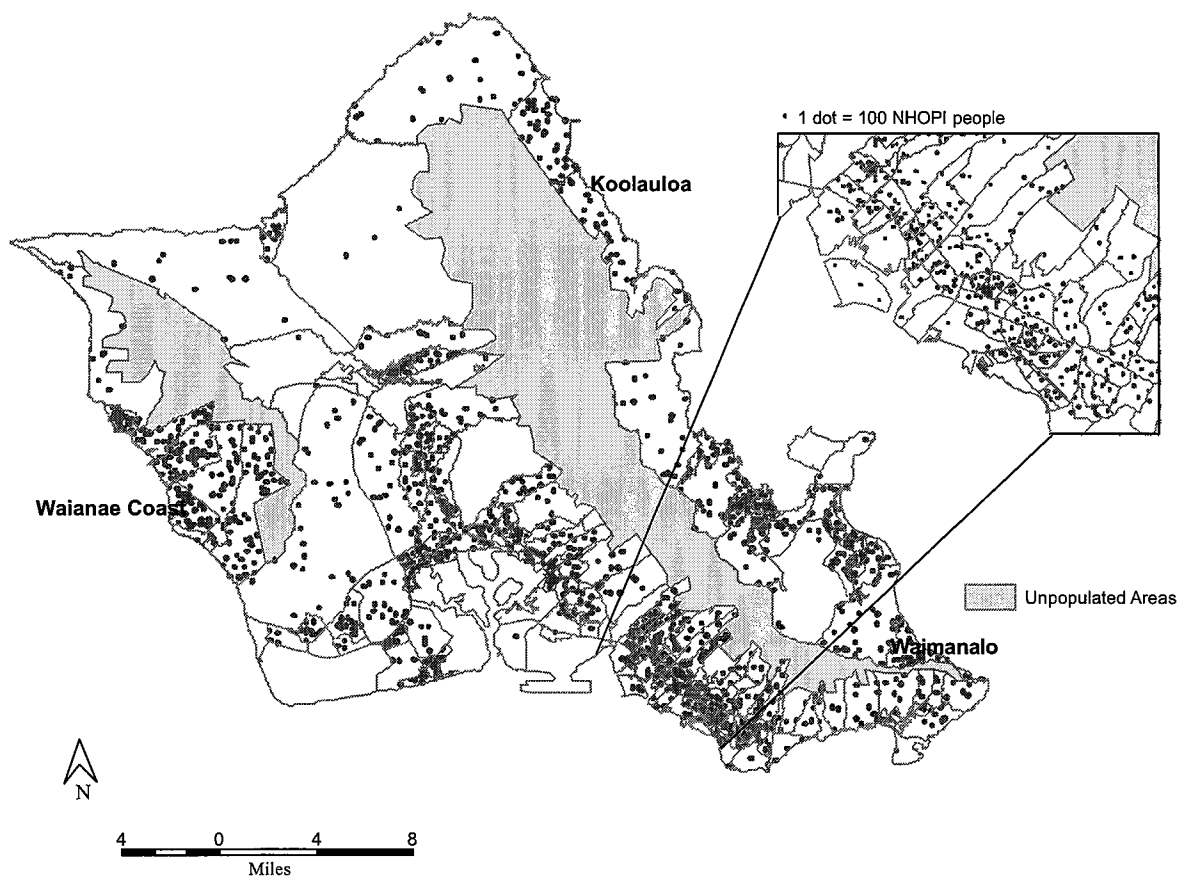 1 dot = 100 NHOPI people
Koolauloa
Waianae Coast
Unpopulated Areas
Waimanalo
N
4 0 4 8
Miles